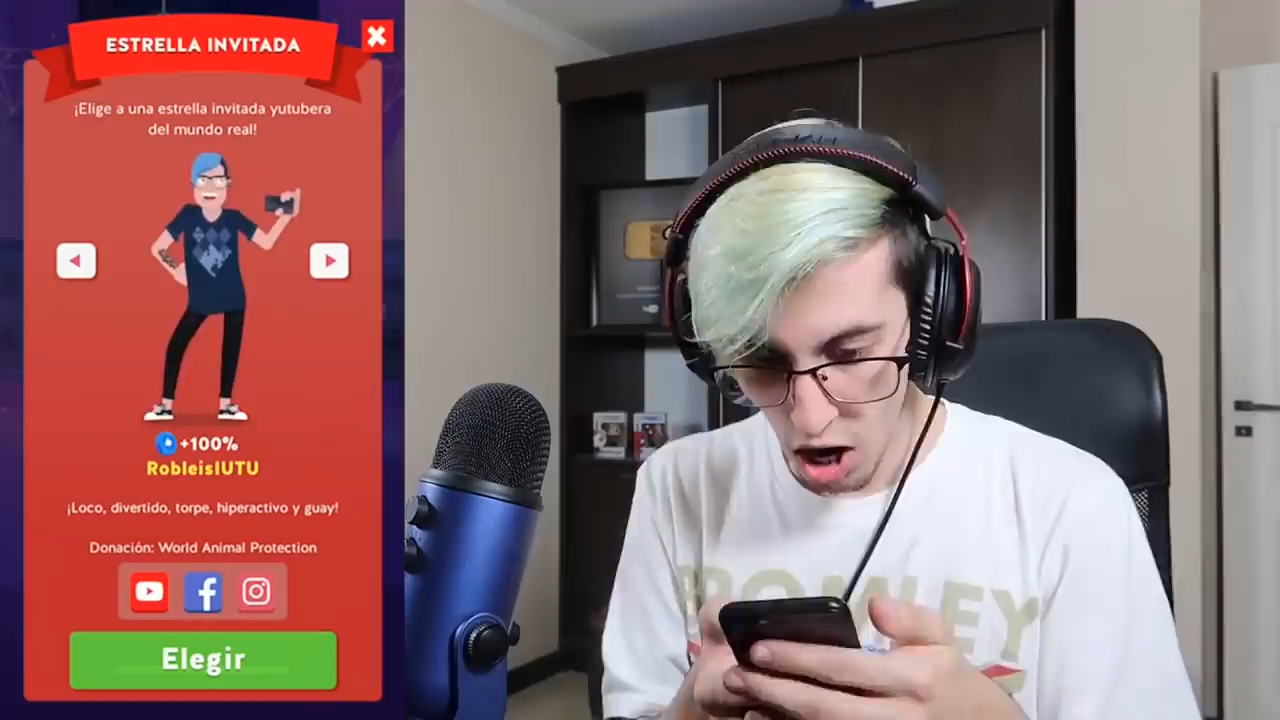 ESTRELLA INVITADA
¡Elige a una estrella invitada yutubera
del mundo real!
+100%
RobleisIUTU
¡Loco, divertido, torpe, hiperactivo y guay!
Donación: World Animal Protection
Elegir